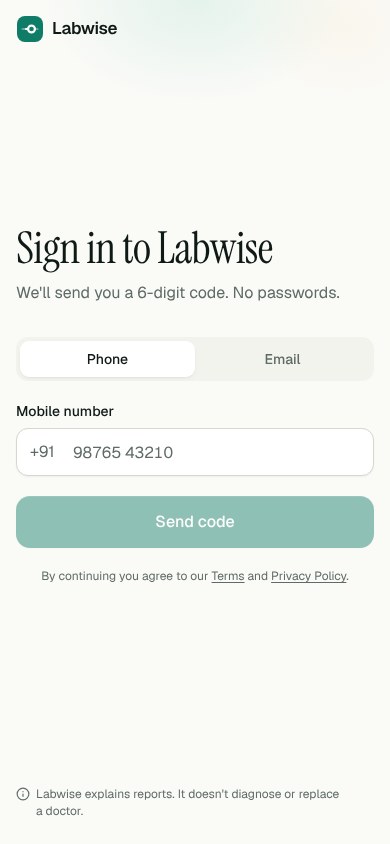 Labwise
Sign in to Labwise
We'll send you a 6-digit code. No passwords.
Phone
Email
Mobile number
+91 98765 43210
Send code
By continuing you agree to our Terms and Privacy Policy.
Labwise explains reports. It doesn't diagnose or replace
a doctor.